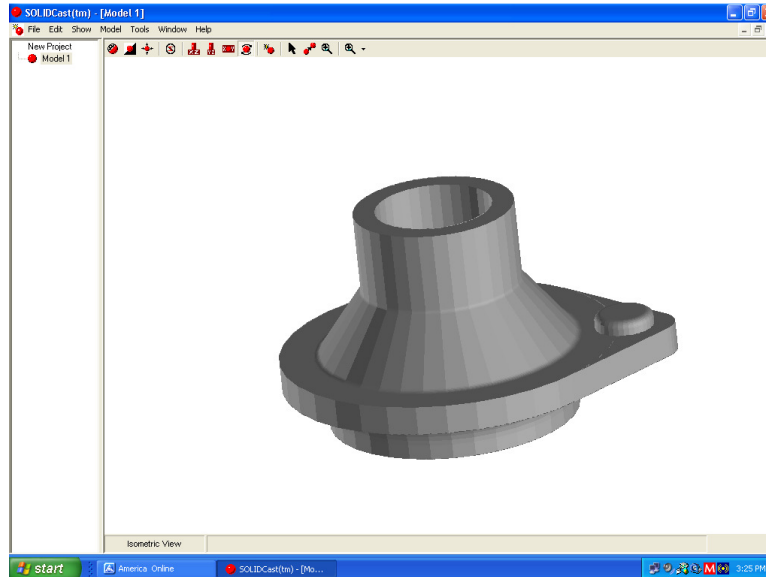 SOLIDCast(tm) - [Model 1]
File Edit Show Model Tools Window Help
New Project
Model 1
Isometric View
start
America Online
SOLIDCast(tm) - [Mo...
M
3:25 PM